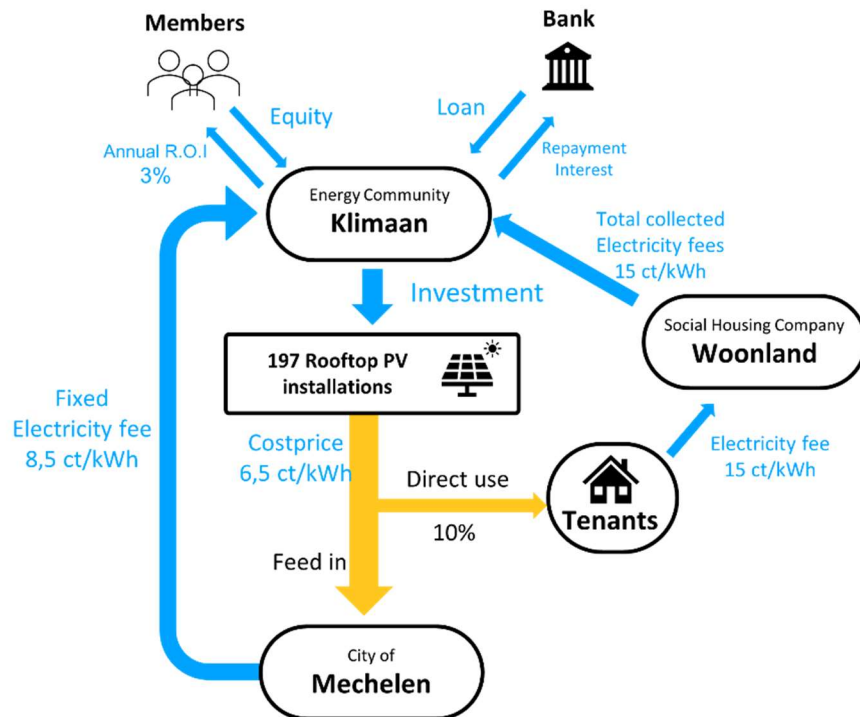 Members
Bank
Equity
Loan
Annual R.O.I
3%
Repayment
Interest
Energy Community
Klimaan
Total collected
Electricity fees
15 ct/kWh
Investment
Social Housing Company
Woonland
197 Rooftop PV
installations
Fixed
Electricity fee
8,5 ct/kWh
Costprice
6,5 ct/kWh
Electricity fee
15 ct/kWh
Direct use
10%
Tenants
Feed in
City of
Mechelen